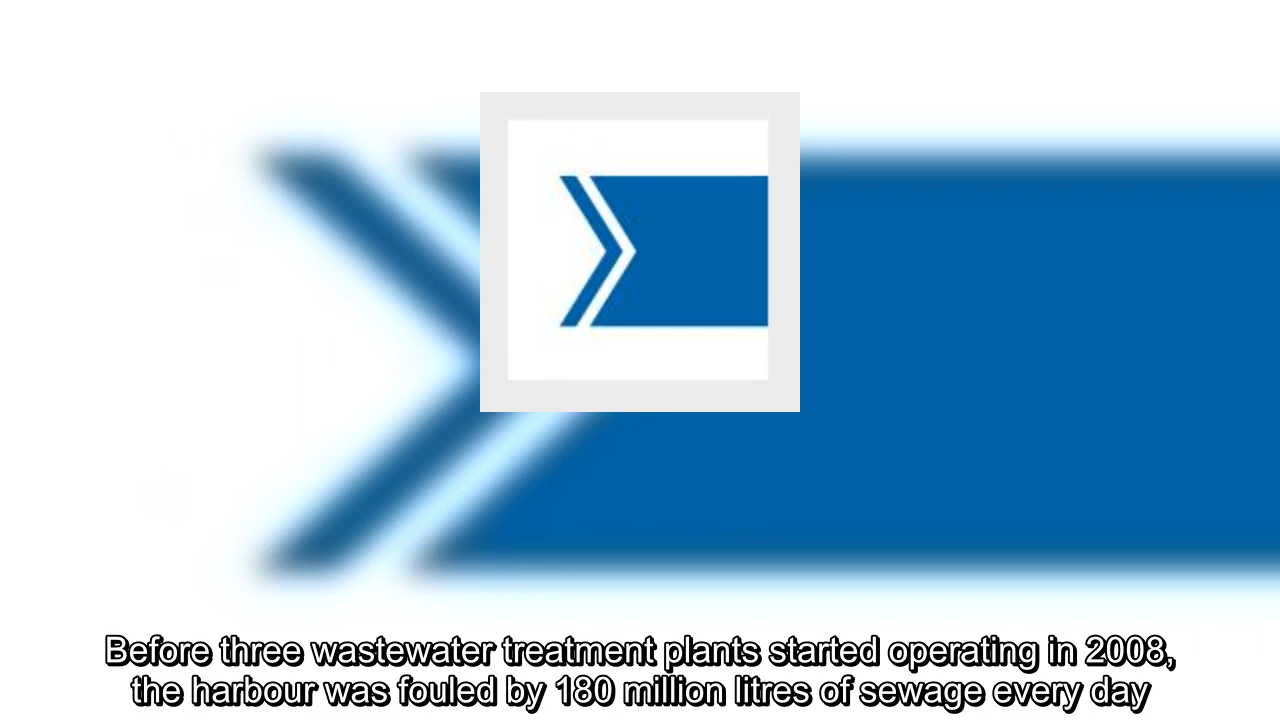 Before three wastewater treatment plants started operating in 2008,
the harbour was fouled by 180 million litres of sewage every day